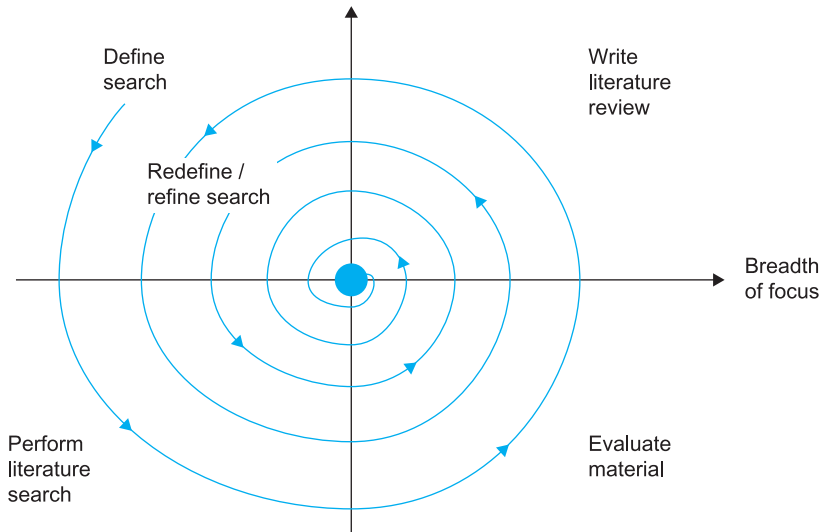 Define
search
Write
literature
review
Redefine /
refine search
Breadth
of focus
Perform
literature
search
Evaluate
material